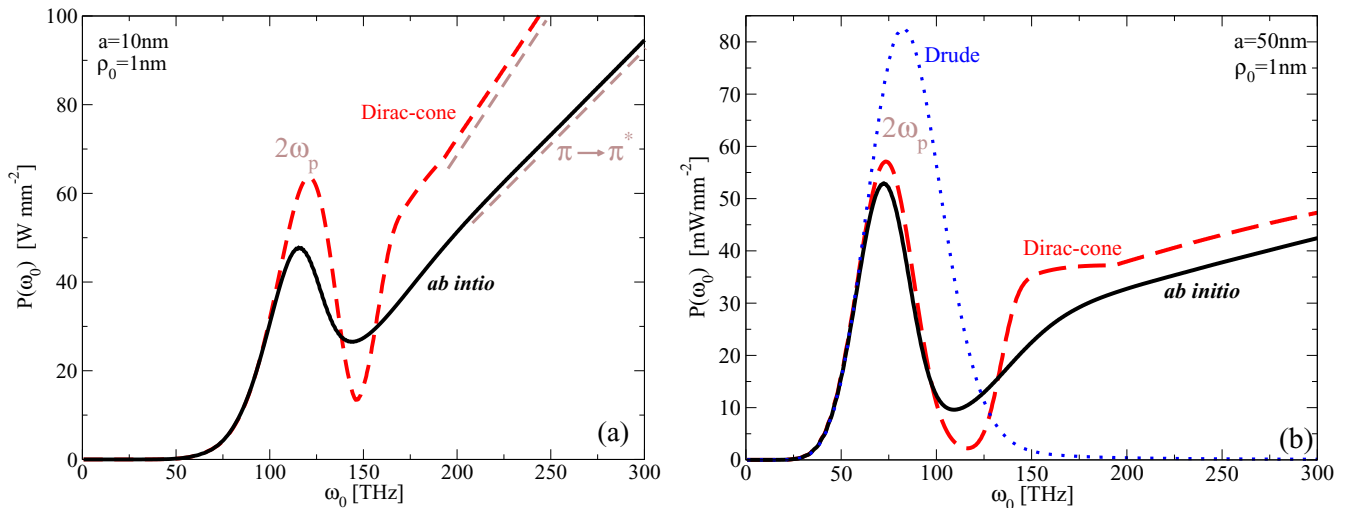 100
80
60
40
20
0
P(ω₀) [W mm⁻²]
a=10nm
ρ₀=1nm
2ωₚ
Dirac-cone
π→π*
ab intio
(a)
0 50 100 150 200 250 300
ω₀ [THz]
80
70
60
50
40
30
20
10
0
P(ω₀) [mWmm⁻²]
Drude
a=50nm
ρ₀=1nm
2ωₚ
Dirac-cone
ab initio
(b)
0 50 100 150 200 250 300
ω₀ [THz]